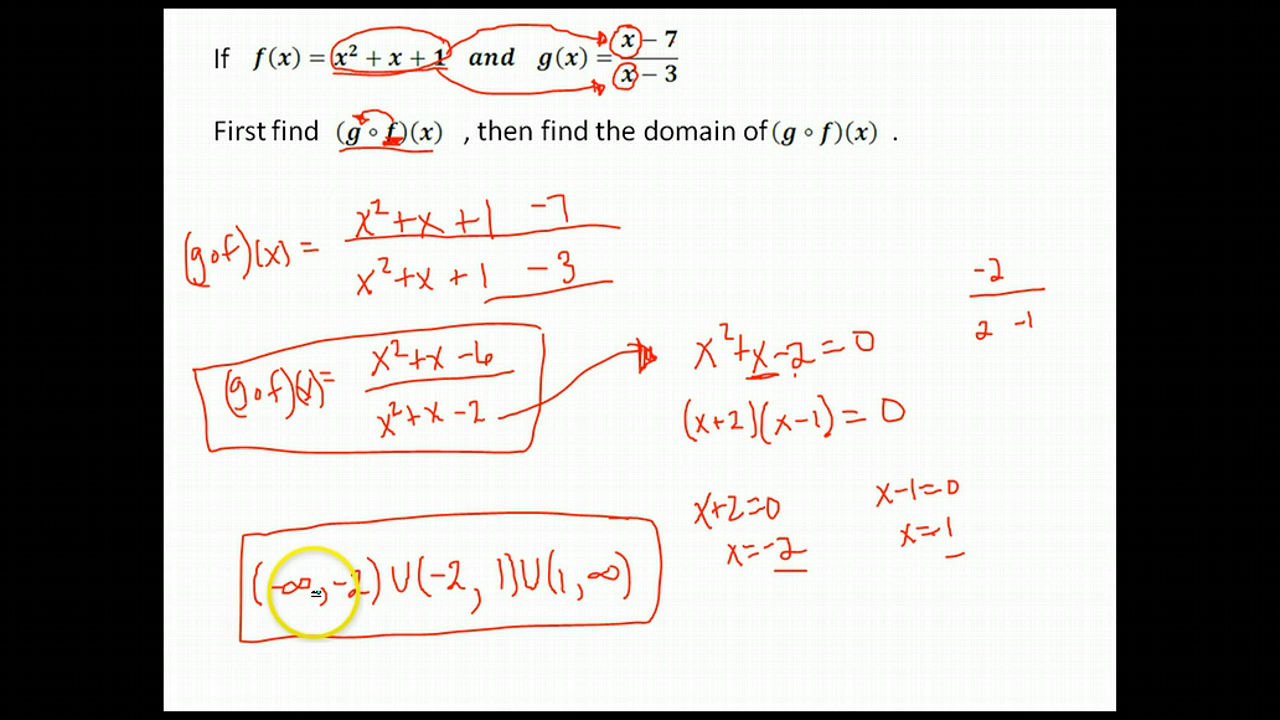 If f(x) = x² + x + 1 and g(x) = x − 7 / x − 3
First find (g ∘ f)(x) , then find the domain of (g ∘ f)(x) .
(g∘f)(x) = x²+x+1 −7 / x²+x+1 −3
−2
2 −1
(g∘f)(x) = x²+x−6 / x²+x−2
x²+x−2=0
(x+2)(x−1)=0
x+2=0 x−1=0
x=−2 x=1
(−∞,−2)∪(−2,1)∪(1,∞)